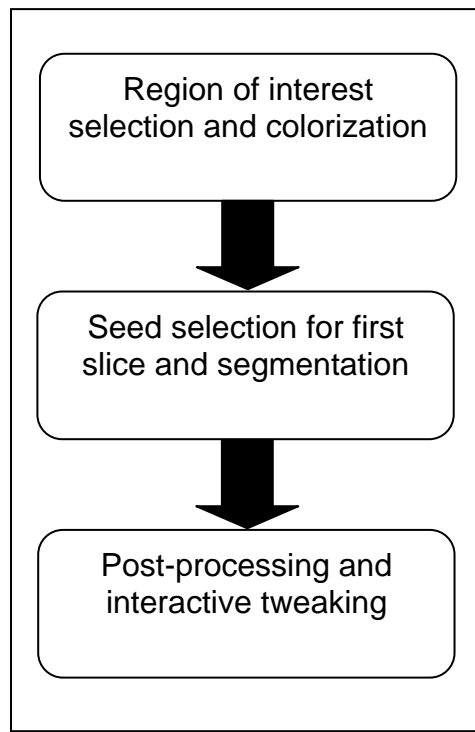 Region of interest
selection and colorization
Seed selection for first
slice and segmentation
Post-processing and
interactive tweaking